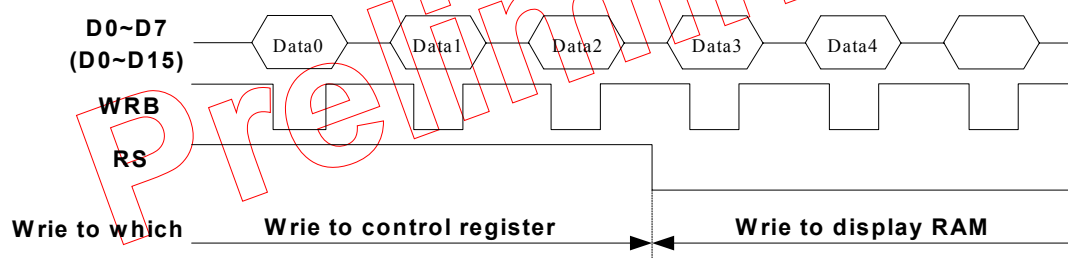 D0~D7
(D0~D15)
Data0 Data1 Data2 Data3 Data4
WRB
RS
Wrie to which Wrie to control register Wrie to display RAM
Prelimin